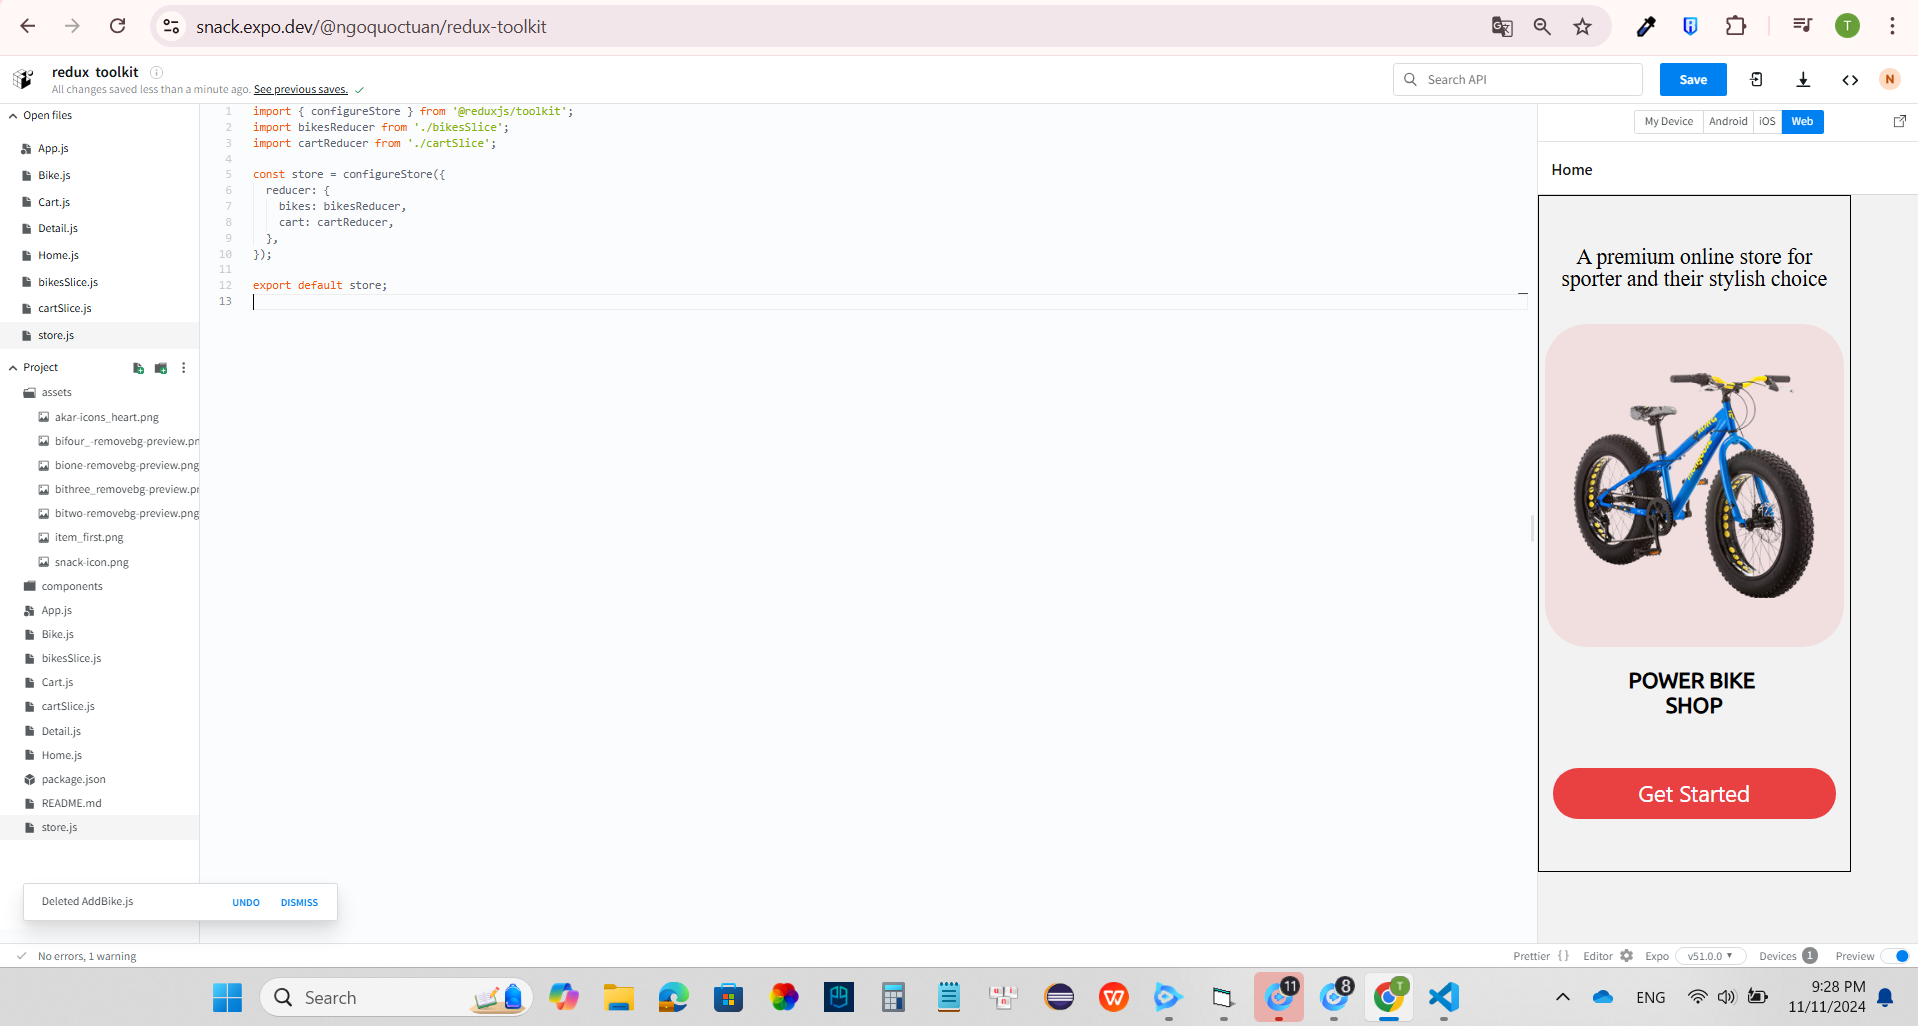 snack.expo.dev/@ngoquoctuan/redux-toolkit
T
redux toolkit
All changes saved less than a minute ago. See previous saves.
Search API
Save
N
Open files
App.js
Bike.js
Cart.js
Detail.js
Home.js
bikesSlice.js
cartSlice.js
store.js
Project
assets
akar-icons_heart.png
bifour_-removebg-preview.pn
bione-removebg-preview.png
bithree_removebg-preview.pr
bitwo-removebg-preview.png
item_first.png
snack-icon.png
components
App.js
Bike.js
bikesSlice.js
Cart.js
cartSlice.js
Detail.js
Home.js
package.json
README.md
store.js
Deleted AddBike.js
UNDO
DISMISS
1 import { configureStore } from '@reduxjs/toolkit';
2 import bikesReducer from './bikesSlice';
3 import cartReducer from './cartSlice';
4
5 const store = configureStore({
6 reducer: {
7 bikes: bikesReducer,
8 cart: cartReducer,
9 },
10 });
11
12 export default store;
13
My Device Android iOS Web
Home
A premium online store for
sporter and their stylish choice
POWER BIKE
SHOP
Get Started
No errors, 1 warning
Prettier {} Editor Expo v51.0.0 Devices 1 Preview
Search
11
8
T
ENG
9:28 PM
11/11/2024